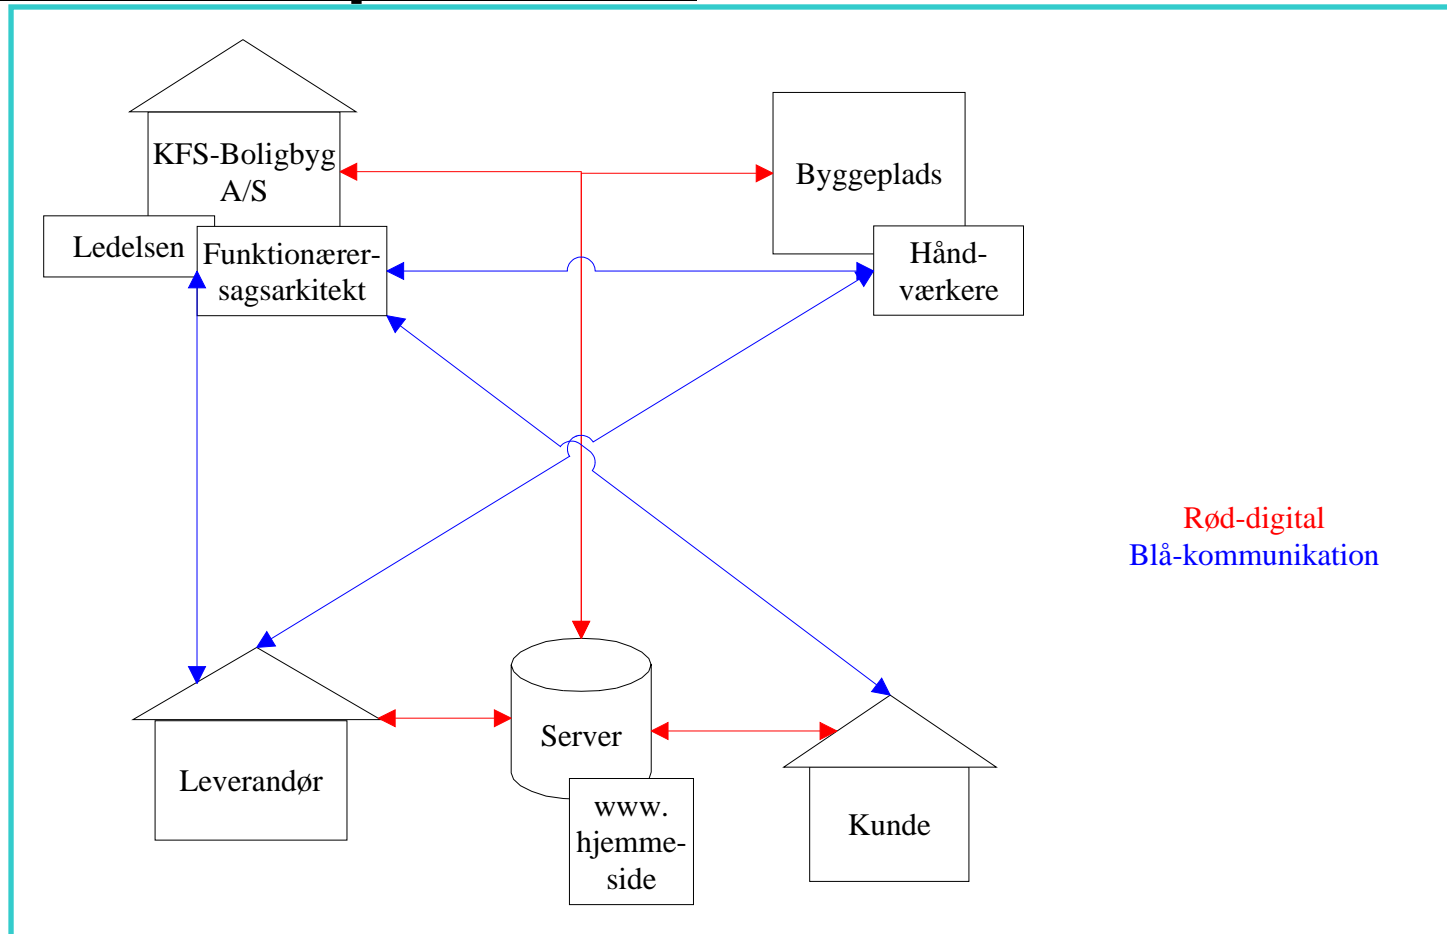 KFS-Boligbyg
A/S
Ledelsen
Funktionærer-
sagsarkitekt
Byggeplads
Hånd-
værkere
Rød-digital
Blå-kommunikation
Leverandør
Server
www.
hjemme-
side
Kunde